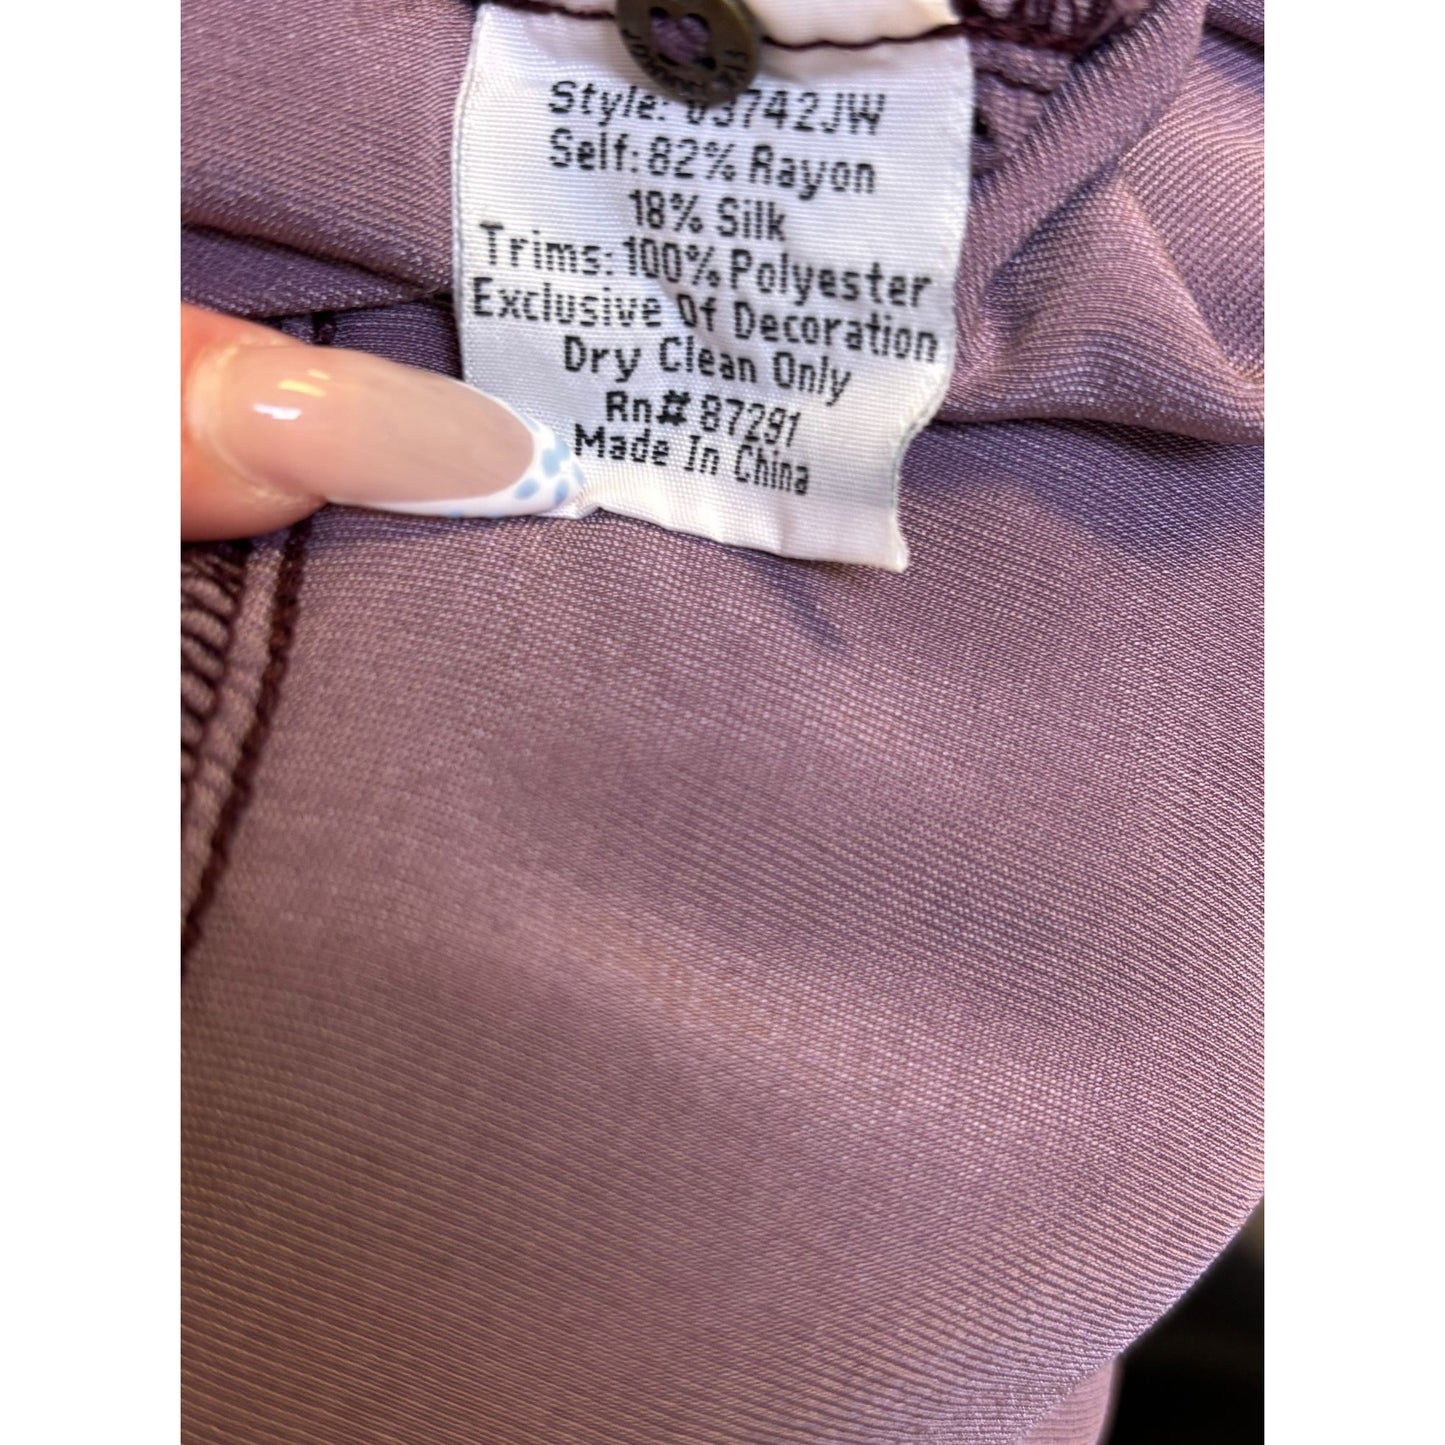 Style: 03742JW
Self: 82% Rayon
18% Silk
Trims: 100% Polyester
Exclusive Of Decoration
Dry Clean Only
Rn# 87291
Made In China